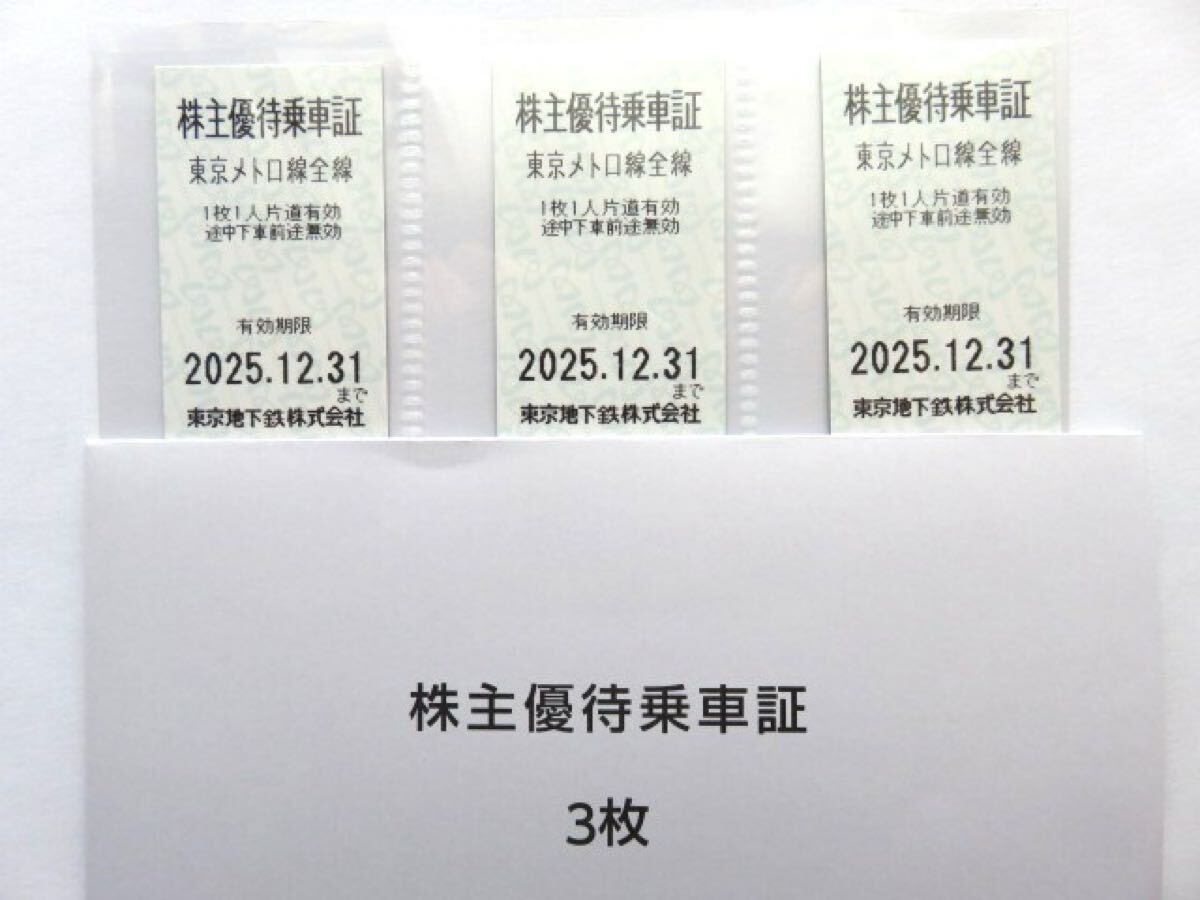 株主優待乗車証
東京メトロ線全線
1枚1人片道有効
途中下車前途無効
有効期限
2025.12.31
まで
東京地下鉄株式会社
株主優待乗車証
東京メトロ線全線
1枚1人片道有効
途中下車前途無効
有効期限
2025.12.31
まで
東京地下鉄株式会社
株主優待乗車証
東京メトロ線全線
1枚1人片道有効
途中下車前途無効
有効期限
2025.12.31
まで
東京地下鉄株式会社
株主優待乗車証
3枚